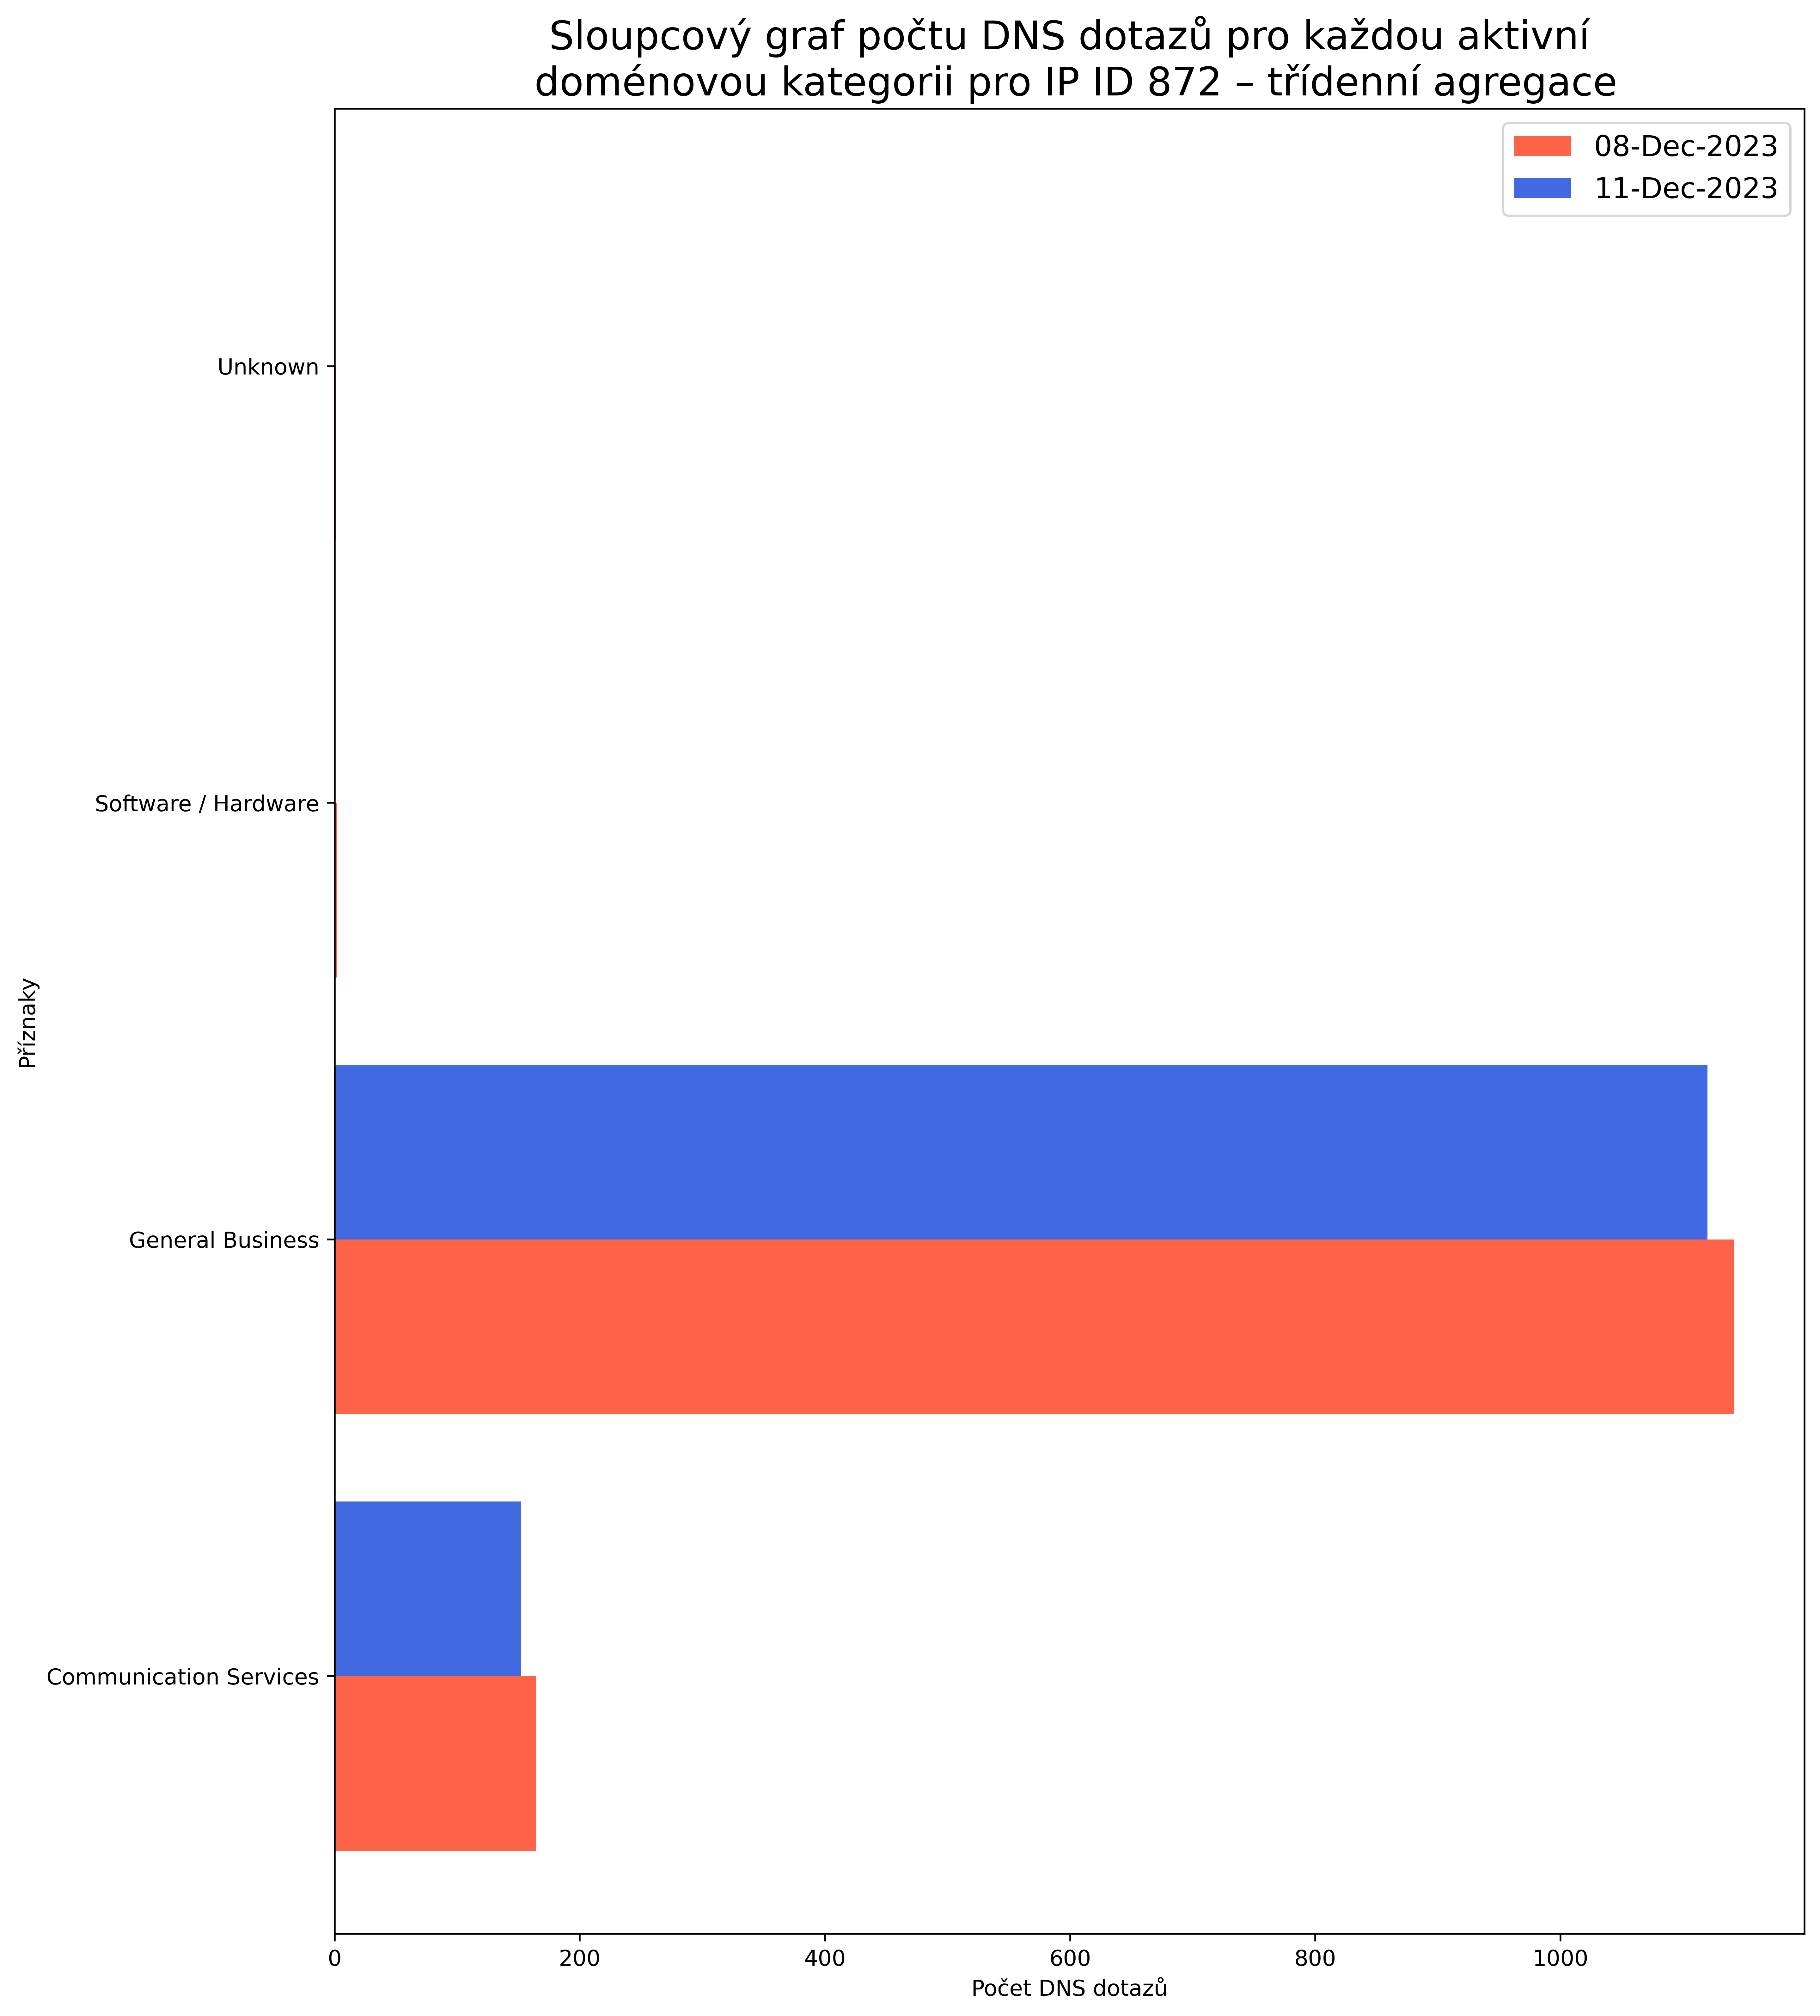 Sloupcový graf počtu DNS dotazů pro každou aktivní
doménovou kategorii pro IP ID 872 – třídenní agregace
08-Dec-2023
11-Dec-2023
Unknown
Software / Hardware
Příznaky
General Business
Communication Services
0 200 400 600 800 1000
Počet DNS dotazů